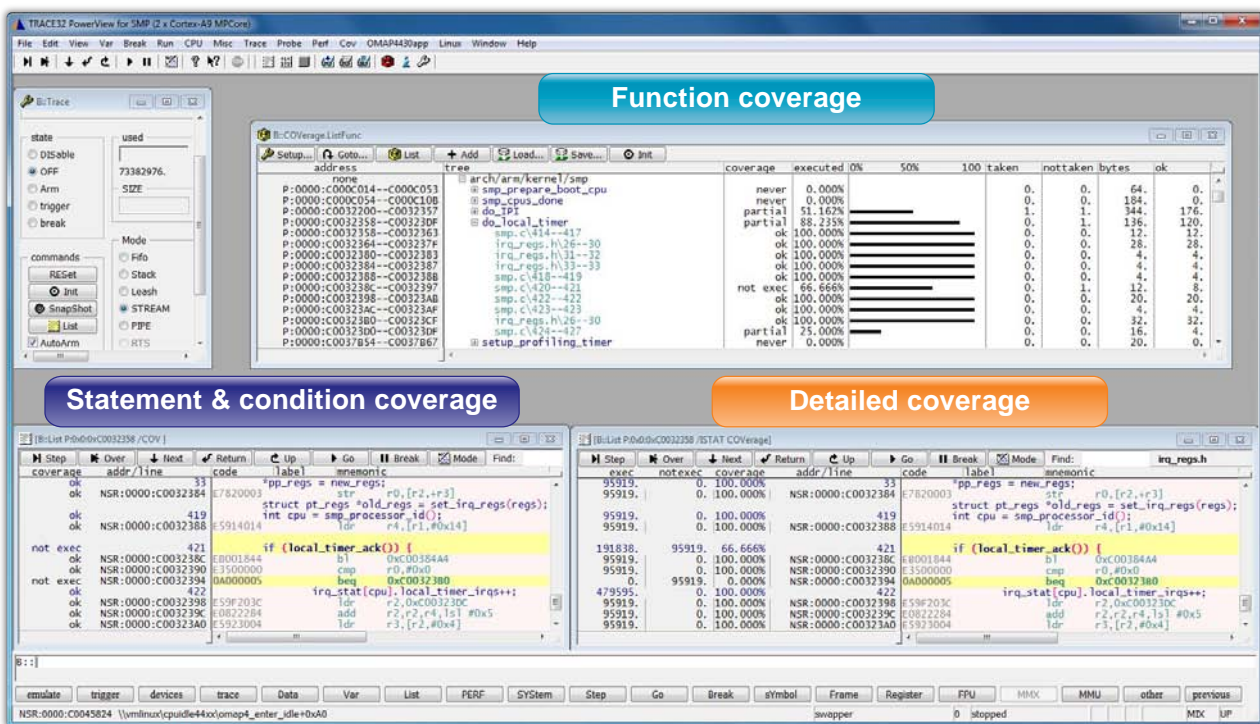 TRACE32 PowerView for SMP (2 x Cortex-A9 MPCore)
File Edit View Var Break Run CPU Misc Trace Probe Perf Cov OMAP4430app Linux Window Help
Function coverage
B::Trace
state
DISable
OFF
Arm
trigger
break
used
73382976.
SIZE
Mode
Fifo
Stack
Leash
STREAM
PIPE
RTS
commands
RESet
Init
SnapShot
List
AutoArm
B::COVerage.ListFunc
Setup... Goto... List Add Load... Save... Init
address tree coverage executed 0% 50% 100 taken nottaken bytes ok
none arch/arm/kernel/smp
P:0000:C000C014--C000C053 smp_prepare_boot_cpu never 0.000% 0. 0. 64. 0.
P:0000:C000C054--C000C10B smp_cpus_done never 0.000% 0. 0. 184. 0.
P:0000:C0032200--C0032357 do_IPI partial 51.162% 1. 1. 344. 176.
P:0000:C0032358--C00323DF do_local_timer partial 88.235% 0. 1. 136. 120.
P:0000:C0032358--C0032363 smp.c\414--417 ok 100.000% 0. 0. 12. 12.
P:0000:C0032364--C003237F irq_regs.h\26--30 ok 100.000% 0. 0. 28. 28.
P:0000:C0032380--C0032383 irq_regs.h\31--32 ok 100.000% 0. 0. 4. 4.
P:0000:C0032384--C0032387 irq_regs.h\33--33 ok 100.000% 0. 0. 4. 4.
P:0000:C0032388--C003238B smp.c\418--419 ok 100.000% 0. 0. 4. 4.
P:0000:C003238C--C0032397 smp.c\420--421 not exec 66.666% 0. 1. 12. 8.
P:0000:C0032398--C00323AB smp.c\422--422 ok 100.000% 0. 0. 20. 20.
P:0000:C00323AC--C00323AF smp.c\423--423 ok 100.000% 0. 0. 4. 4.
P:0000:C00323B0--C00323CF irq_regs.h\26--30 ok 100.000% 0. 0. 32. 32.
P:0000:C00323D0--C00323DF smp.c\424--427 partial 25.000% 0. 0. 16. 4.
P:0000:C0037B54--C0037B67 setup_profiling_timer never 0.000% 0. 0. 20. 0.
Statement & condition coverage
[B::List P:0x0:0xC0032358 /COV ]
Step Over Next Return Up Go Break Mode Find:
coverage addr/line code label mnemonic
ok 33 *pp_regs = new_regs;
ok NSR:0000:C0032384 E7820003 str r0,[r2,+r3]
struct pt_regs *old_regs = set_irq_regs(regs);
ok 419 int cpu = smp_processor_id();
ok NSR:0000:C0032388 E5914014 ldr r4,[r1,#0x14]
not exec 421 if (local_timer_ack()) {
ok NSR:0000:C003238C EB001844 bl 0xC00384A4
ok NSR:0000:C0032390 E3500000 cmp r0,#0x0
not exec NSR:0000:C0032394 0A000005 beq 0xC00323B0
ok 422 irq_stat[cpu].local_timer_irqs++;
ok NSR:0000:C0032398 E59F203C ldr r2,0xC00323DC
ok NSR:0000:C003239C E0822284 add r2,r2,r4,lsl #0x5
ok NSR:0000:C00323A0 E5923004 ldr r3,[r2,#0x4]
Detailed coverage
[B::List P:0x0:0xC0032358 /ISTAT COVerage]
Step Over Next Return Up Go Break Mode Find: irq_regs.h
exec notexec coverage addr/line code label mnemonic
95919. 0. 100.000% 33 *pp_regs = new_regs;
95919. 0. 100.000% NSR:0000:C0032384 E7820003 str r0,[r2,+r3]
struct pt_regs *old_regs = set_irq_regs(regs);
95919. 0. 100.000% 419 int cpu = smp_processor_id();
95919. 0. 100.000% NSR:0000:C0032388 E5914014 ldr r4,[r1,#0x14]
191838. 95919. 66.666% 421 if (local_timer_ack()) {
95919. 0. 100.000% NSR:0000:C003238C EB001844 bl 0xC00384A4
95919. 0. 100.000% NSR:0000:C0032390 E3500000 cmp r0,#0x0
0. 95919. 0.000% NSR:0000:C0032394 0A000005 beq 0xC00323B0
479595. 0. 100.000% 422 irq_stat[cpu].local_timer_irqs++;
95919. 0. 100.000% NSR:0000:C0032398 E59F203C ldr r2,0xC00323DC
95919. 0. 100.000% NSR:0000:C003239C E0822284 add r2,r2,r4,lsl #0x5
95919. 0. 100.000% NSR:0000:C00323A0 E5923004 ldr r3,[r2,#0x4]
B::
emulate trigger devices trace Data Var List PERF SYStem Step Go Break sYmbol Frame Register FPU MMX MMU other previous
NSR:0000:C0045824 \\vmlinux\cpuidle44xx\omap4_enter_idle+0xA0 swapper 0 stopped MIX UP